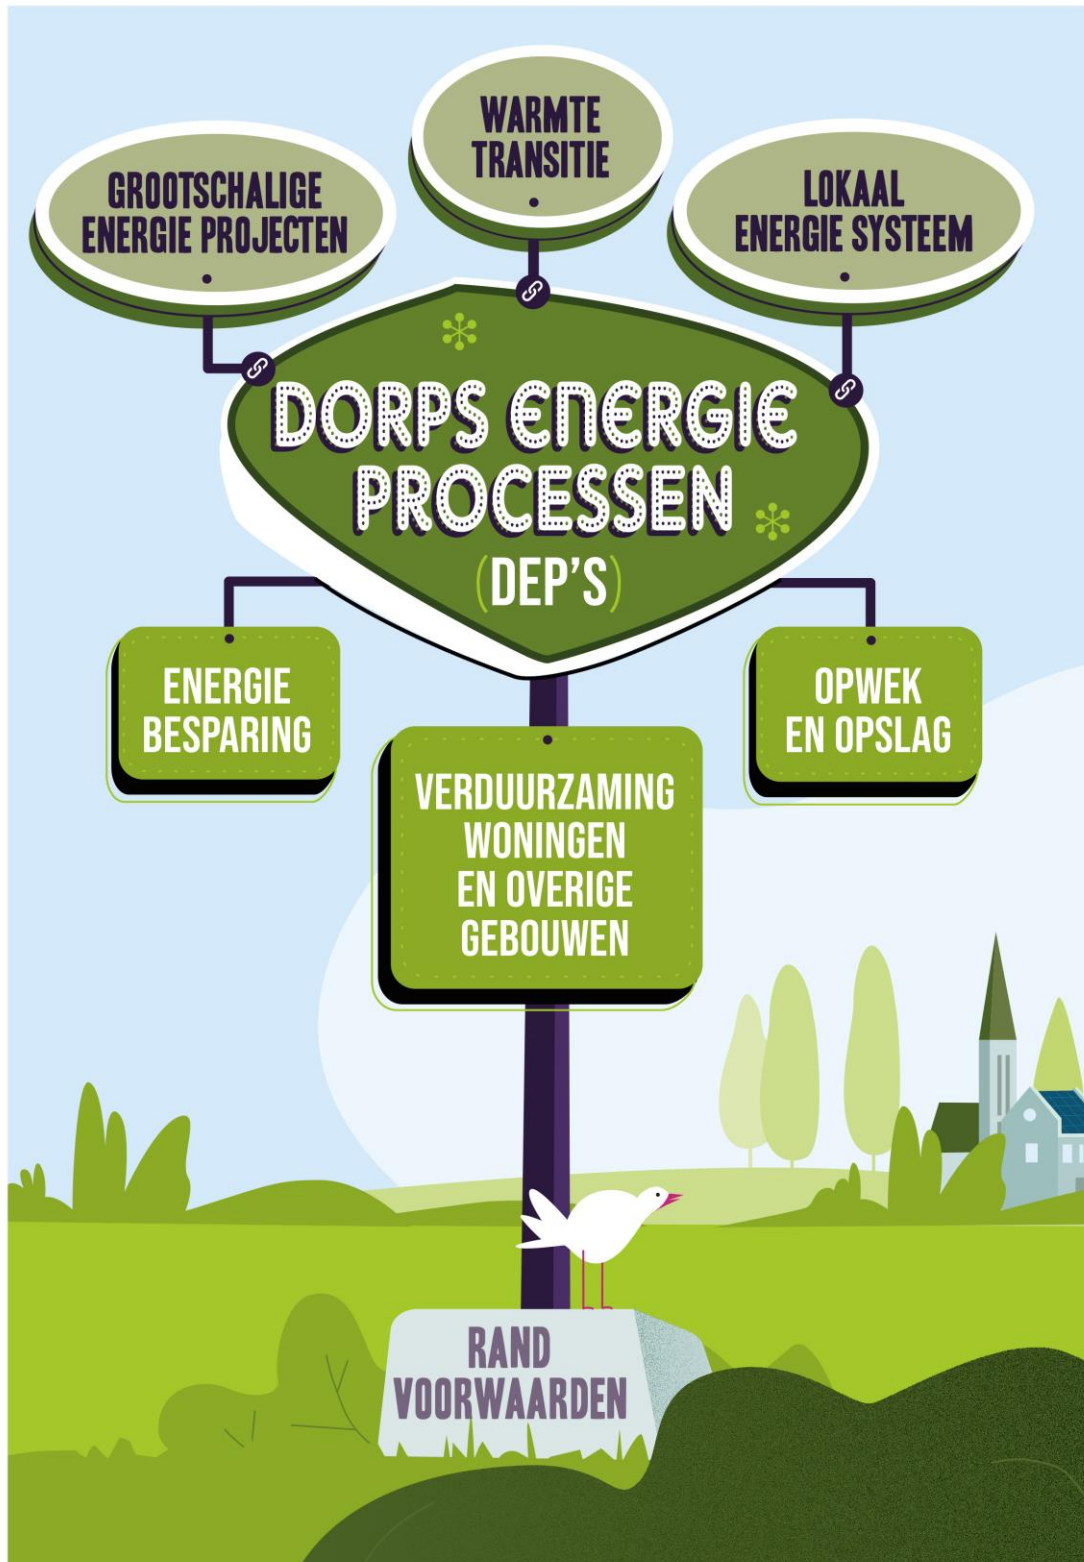 WARMTE
TRANSITIE
GROOTSCHALIGE
ENERGIE PROJECTEN
LOKAAL
ENERGIE SYSTEEM
DORPS ENERGIE
PROCESSEN
(DEP'S)
ENERGIE
BESPARING
OPWEK
EN OPSLAG
VERDUURZAMING
WONINGEN
EN OVERIGE
GEBOUWEN
RAND
VOORWAARDEN